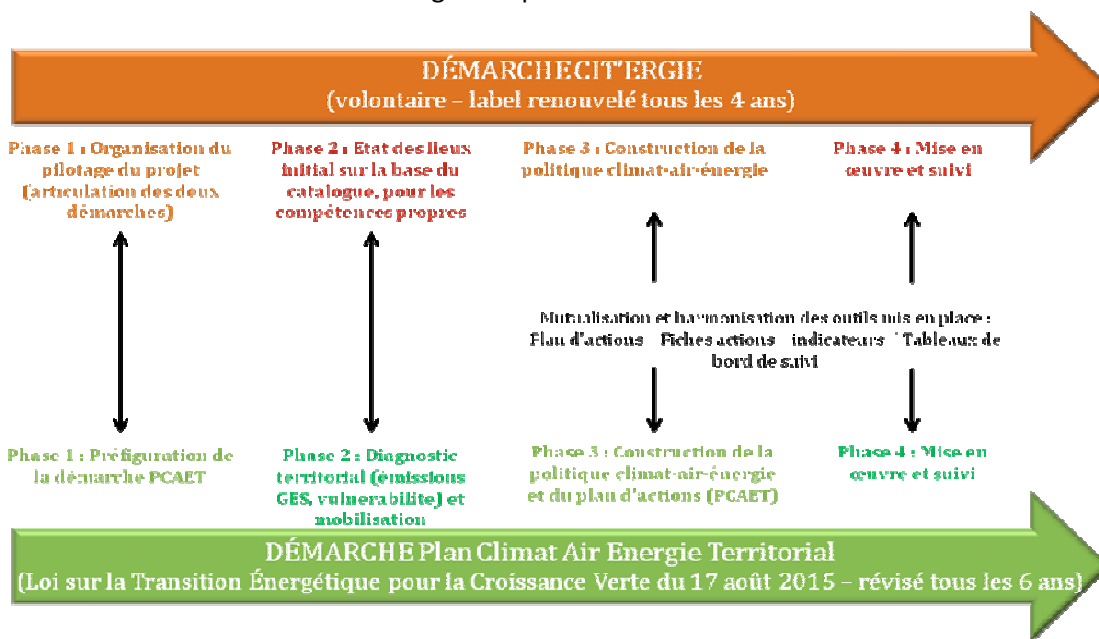 DÉMARCHE CIT'ERGIE
(volontaire – label renouvelé tous les 4 ans)
Phase 1 : Organisation du
pilotage du projet
(articulation des deux
démarches)
Phase 2 : Etat des lieux
initial sur la base du
catalogue, pour les
compétences propres
Phase 3 : Construction de la
politique climat-air-énergie
Phase 4 : Mise en
œuvre et suivi
Mutualisation et harmonisation des outils mis en place :
Plan d'actions Fiches actions indicateurs Tableaux de
bord de suivi
Phase 1 : Préfiguration de
la démarche PCAET
Phase 2 : Diagnostic
territorial (émissions
GES, vulnerabilite) et
mobilisation
Phase 3 : Construction de la
politique climat-air-énergie
et du plan d'actions (PCAET)
Phase 4 : Mise en
œuvre et suivi
DÉMARCHE Plan Climat Air Energie Territorial
(Loi sur la Transition Énergétique pour la Croissance Verte du 17 août 2015 – révisé tous les 6 ans)